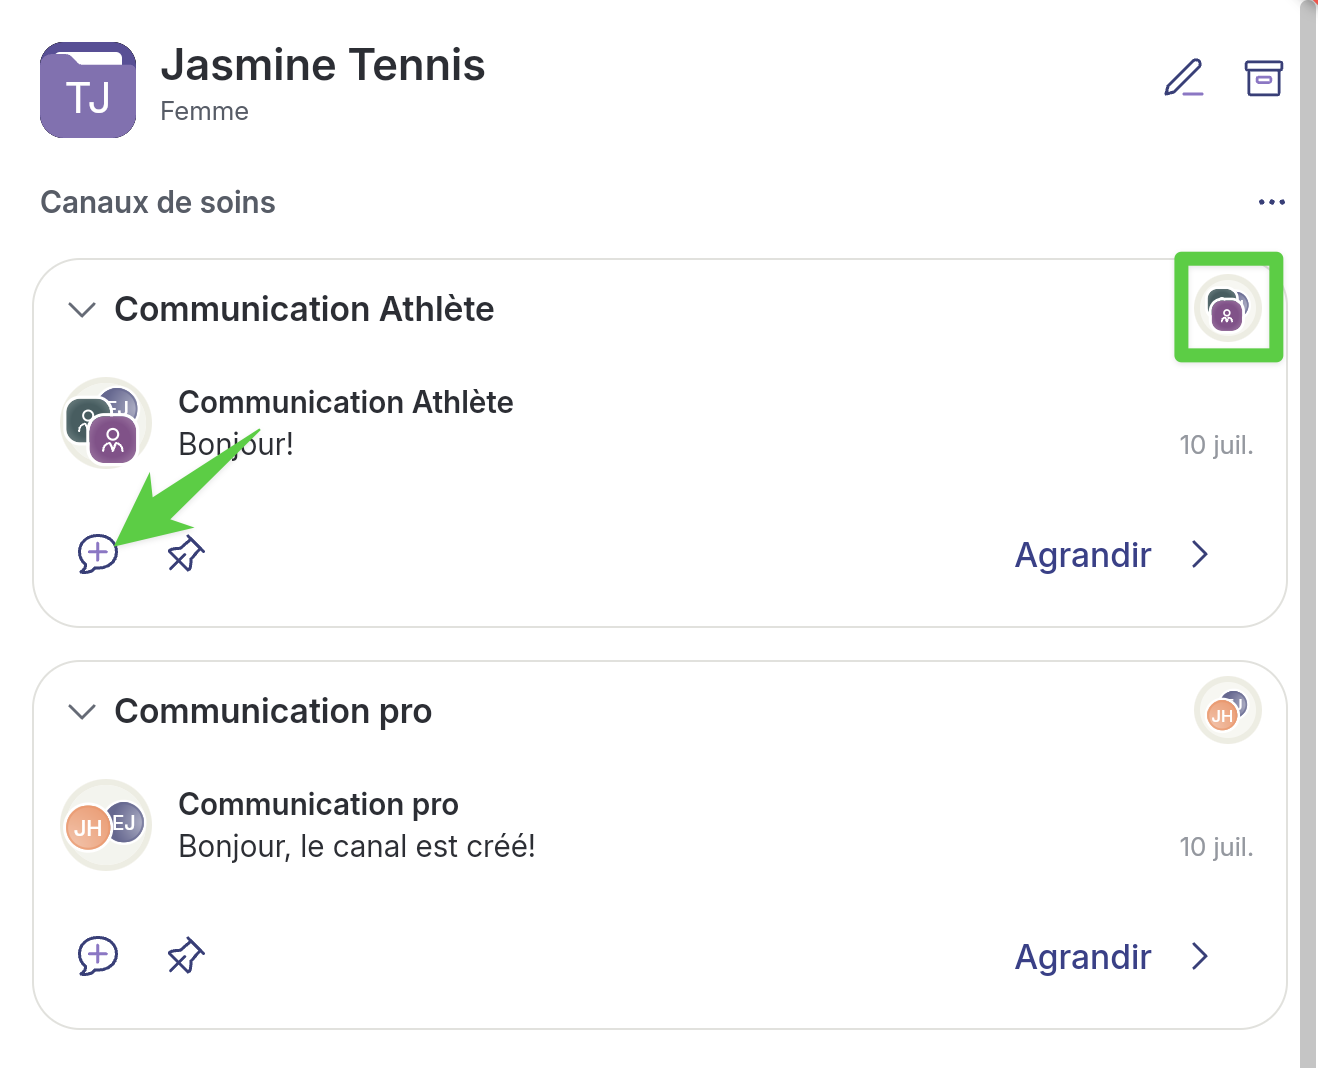 TJ
Jasmine Tennis
Femme
Canaux de soins
Communication Athlète
EJ
Communication Athlète
Bonjour!
10 juil.
Agrandir
Communication pro
JH
JH
EJ
Communication pro
Bonjour, le canal est créé!
10 juil.
Agrandir